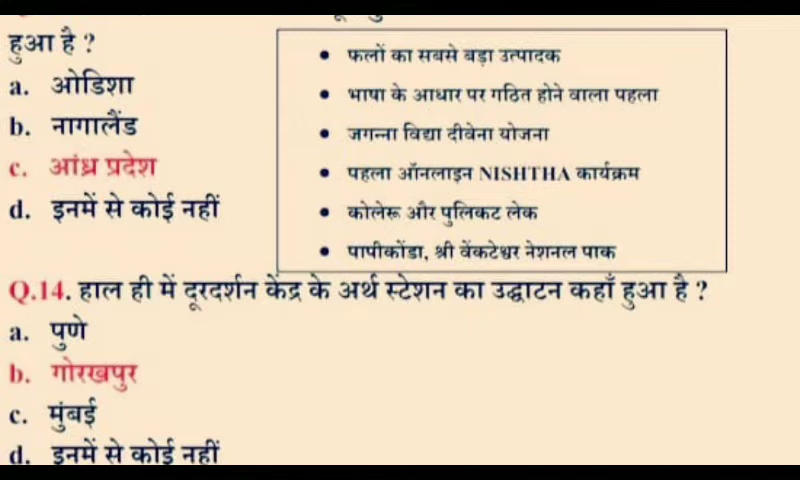 हुआ है ?
a. ओडिशा
b. नागालैंड
c. आंध्र प्रदेश
d. इनमें से कोई नहीं
• फलों का सबसे बड़ा उत्पादक
• भाषा के आधार पर गठित होने वाला पहला
• जगन्ना विद्या दीवेना योजना
• पहला ऑनलाइन NISHTHA कार्यक्रम
• कोलेरू और पुलिकट लेक
• पापीकोंडा, श्री वेंकटेश्वर नेशनल पाक
Q.14. हाल ही में दूरदर्शन केंद्र के अर्थ स्टेशन का उद्घाटन कहाँ हुआ है ?
a. पुणे
b. गोरखपुर
c. मुंबई
d. इनमें से कोई नहीं